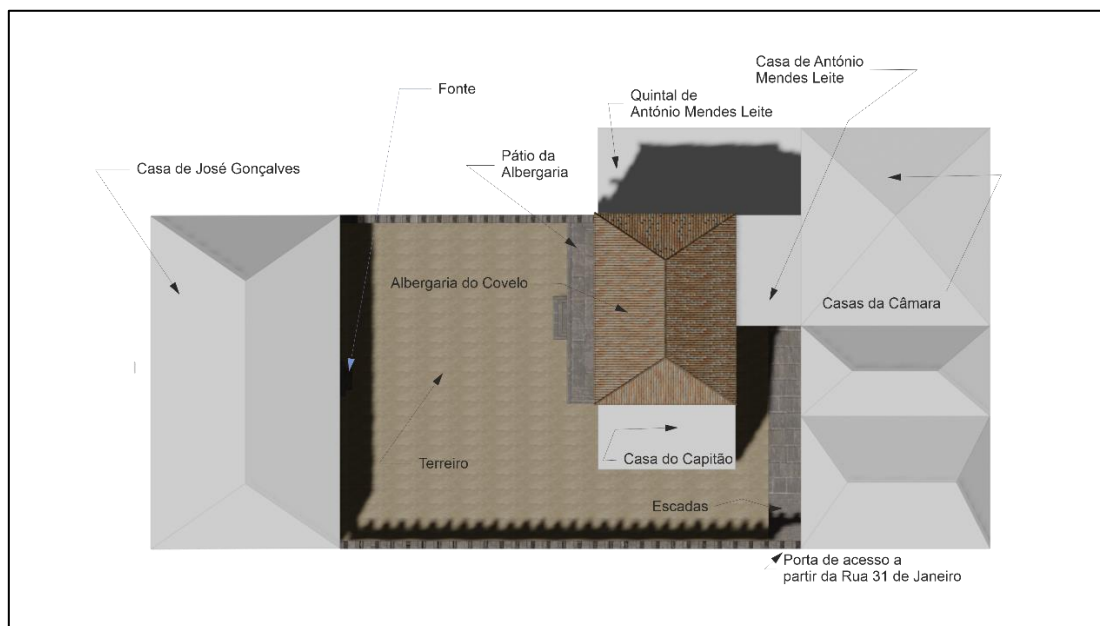 Casa de António
Mendes Leite
Fonte
Quintal de
António Mendes Leite
Pátio da
Albergaria
Casa de José Gonçalves
Albergaria do Covelo
Casas da Câmara
Terreiro
Casa do Capitão
Escadas
Porta de acesso a
partir da Rua 31 de Janeiro